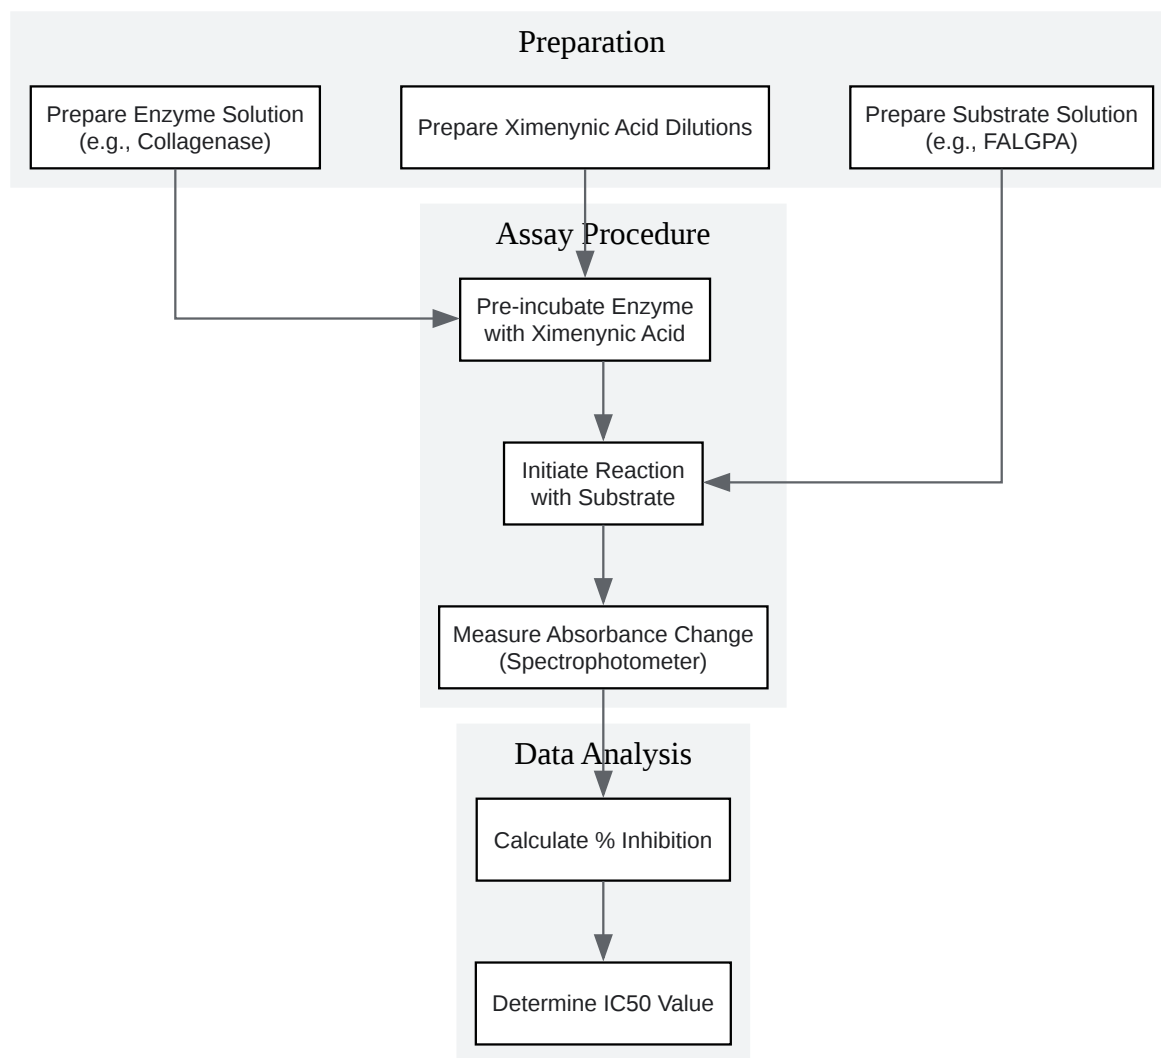 Preparation
Prepare Enzyme Solution
(e.g., Collagenase)
Prepare Ximenynic Acid Dilutions
Prepare Substrate Solution
(e.g., FALGPA)
Assay Procedure
Pre-incubate Enzyme
with Ximenynic Acid
Initiate Reaction
with Substrate
Measure Absorbance Change
(Spectrophotometer)
Data Analysis
Calculate % Inhibition
Determine IC50 Value